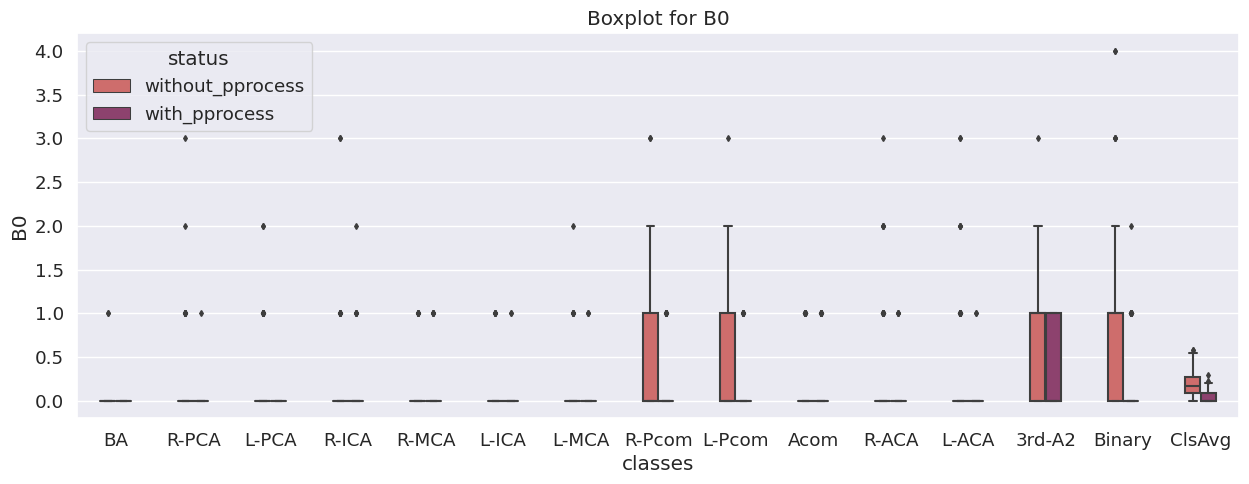 Boxplot for B0
status
without_pprocess
with_pprocess
B0
4.0
3.5
3.0
2.5
2.0
1.5
1.0
0.5
0.0
BA R-PCA L-PCA R-ICA R-MCA L-ICA L-MCA R-Pcom L-Pcom Acom R-ACA L-ACA 3rd-A2 Binary ClsAvg
classes